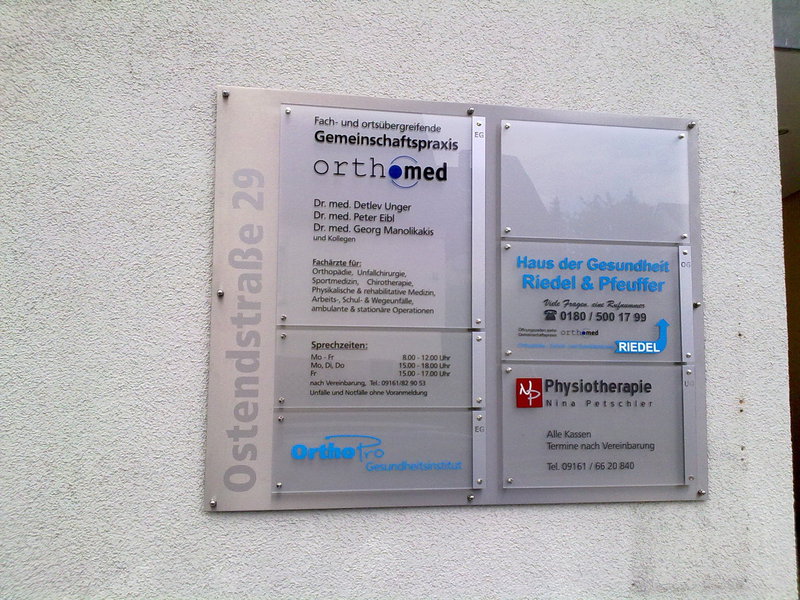 Ostendstraße 29
Fach- und ortsübergreifende
Gemeinschaftspraxis
orthomed
Dr. med. Detlev Unger
Dr. med. Peter Eibl
Dr. med. Georg Manolikakis
und Kollegen
Fachärzte für:
Orthopädie, Unfallchirurgie,
Sportmedizin, Chirotherapie,
Physikalische & rehabilitative Medizin,
Arbeits-, Schul- & Wegeunfälle,
ambulante & stationäre Operationen
EG
Sprechzeiten:
Mo - Fr 8.00 - 12.00 Uhr
Mo, Di, Do 15.00 - 18.00 Uhr
Fr 15.00 - 17.00 Uhr
nach Vereinbarung, Tel.: 09161/82 90 53
Unfälle und Notfälle ohne Voranmeldung
OrthoPro
Gesundheitsinstitut
EG
Haus der Gesundheit
Riedel & Pfeuffer
Viele Fragen, eine Rufnummer
0180 / 500 17 99
Öffnungszeiten siehe
Gemeinschaftspraxis
orthomed
RIEDEL
OG
NP
Physiotherapie
Nina Petschler
Alle Kassen
Termine nach Vereinbarung
Tel. 09161 / 66 20 840
UG